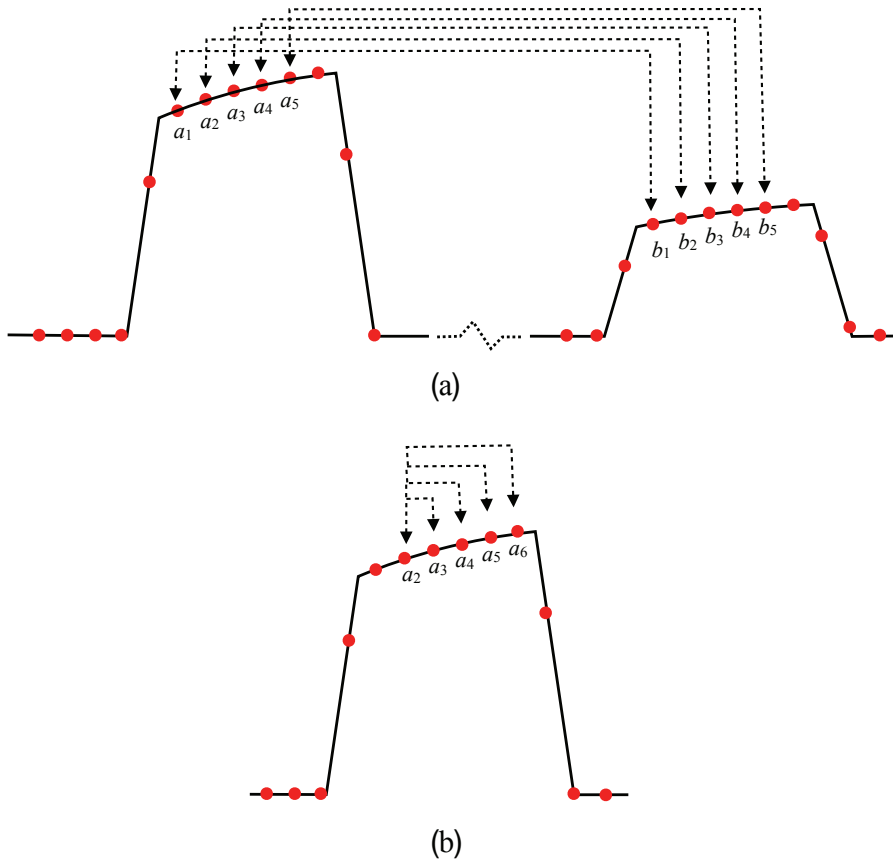 a₁ a₂ a₃ a₄ a₅
b₁ b₂ b₃ b₄ b₅
(a)
a₂ a₃ a₄ a₅ a₆
(b)